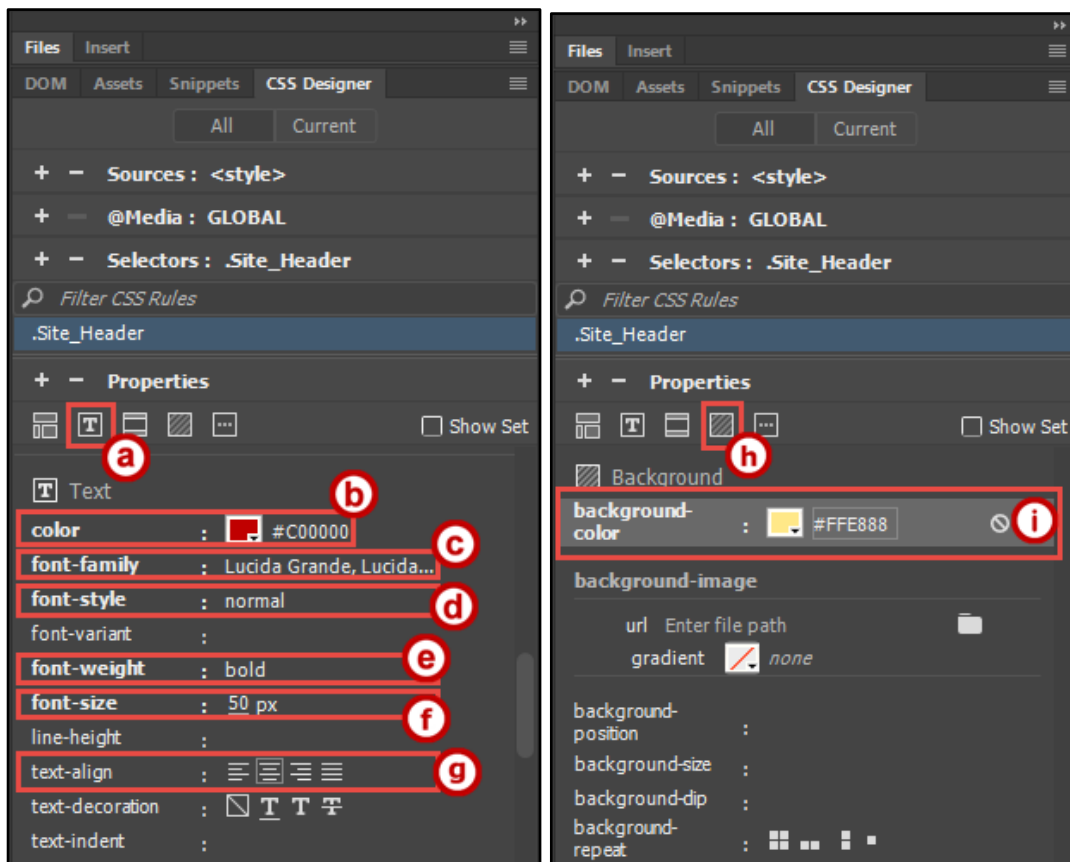 Files Insert
DOM Assets Snippets CSS Designer
All Current
+ - Sources : <style>
+ - @Media : GLOBAL
+ - Selectors : .Site_Header
Filter CSS Rules
.Site_Header
+ - Properties
T Show Set
a
T Text
b
color : #C00000
c
font-family : Lucida Grande, Lucida...
font-style : normal
d
font-variant :
font-weight : bold
e
font-size : 50 px
f
line-height :
text-align :
g
text-decoration : T T T
text-indent :
Files Insert
DOM Assets Snippets CSS Designer
All Current
+ - Sources : <style>
+ - @Media : GLOBAL
+ - Selectors : .Site_Header
Filter CSS Rules
.Site_Header
+ - Properties
T Show Set
h
Background
background-
color : #FFE888
i
background-image
url Enter file path
gradient none
background-
position :
background-size :
background-dip :
background-
repeat :